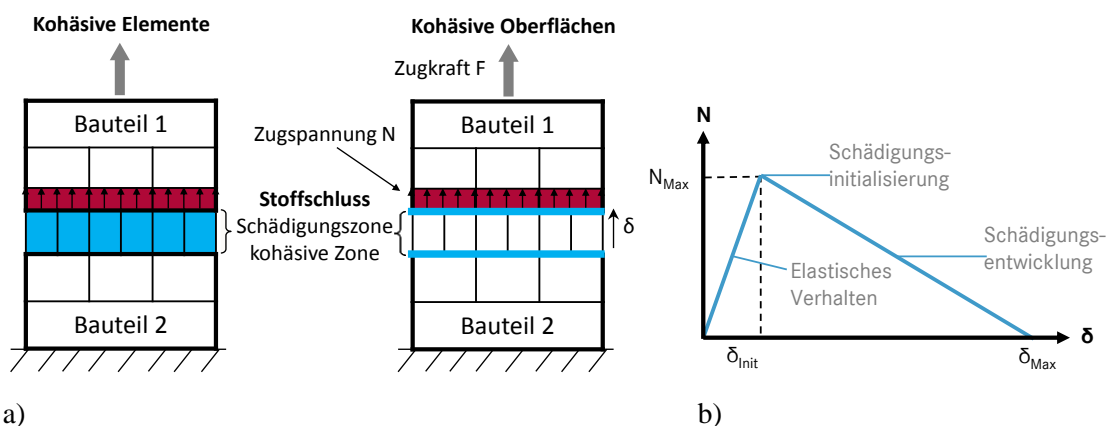 Kohäsive Elemente
Bauteil 1
Bauteil 2
Zugspannung N
Stoffschluss
Schädigungszone
kohäsive Zone
Kohäsive Oberflächen
Zugkraft F
Bauteil 1
δ
Bauteil 2
a)
N
N_Max
Schädigungs-
initialisierung
Schädigungs-
entwicklung
Elastisches
Verhalten
δ
δ_Init
δ_Max
b)